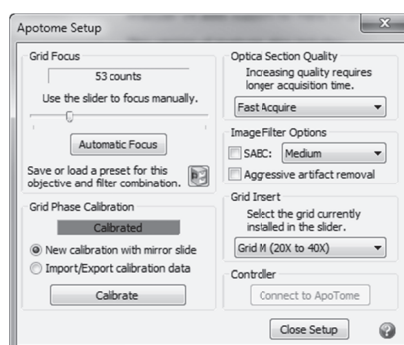 Apotome Setup
x
Grid Focus
53 counts
Use the slider to focus manually.
Automatic Focus
Save or load a preset for this
objective and filter combination.
Grid Phase Calibration
Calibrated
New calibration with mirror slide
Import/Export calibration data
Calibrate
Optica Section Quality
Increasing quality requires
longer acquisition time.
Fast Acquire
ImageFilter Options
SABC: Medium
Aggressive artifact removal
Grid Insert
Select the grid currently
installed in the slider.
Grid M (20X to 40X)
Controller
Connect to ApoTome
Close Setup
?